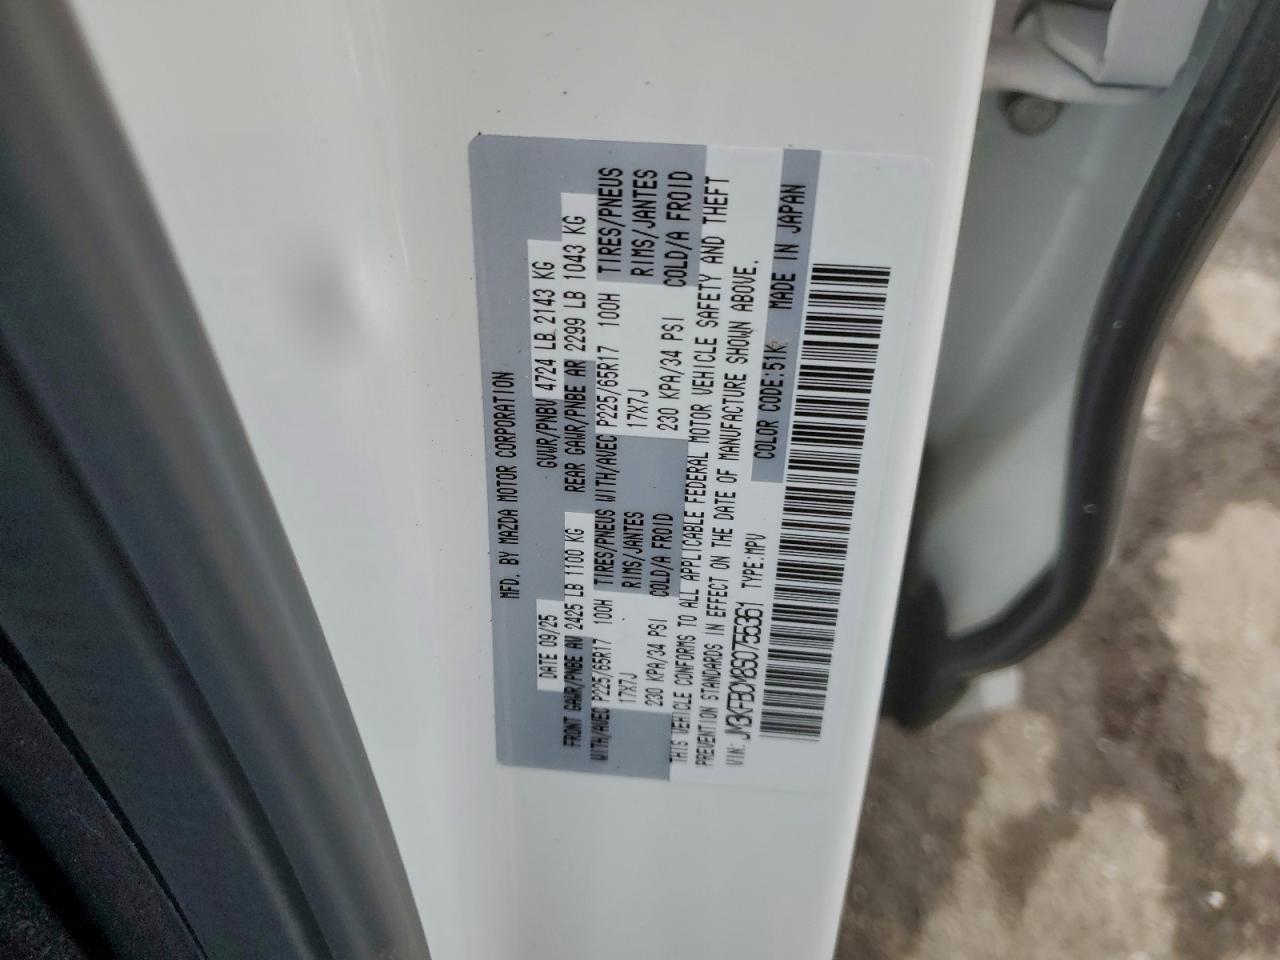 MFD. BY MAZDA MOTOR CORPORATION
DATE 09/25 GVWR/PNBV 4724 LB 2143 KG
FRONT GAWR/PNBE AV 2425 LB 1100 KG REAR GAWR/PNBE AR 2299 LB 1043 KG
WITH/AVEC P225/65R17 100H TIRES/PNEUS WITH/AVEC P225/65R17 100H TIRES/PNEUS
17X7J RIMS/JANTES 17X7J RIMS/JANTES
230 KPA/34 PSI COLD/A FROID 230 KPA/34 PSI COLD/A FROID
THIS VEHICLE CONFORMS TO ALL APPLICABLE FEDERAL MOTOR VEHICLE SAFETY AND THEFT
PREVENTION STANDARDS IN EFFECT ON THE DATE OF MANUFACTURE SHOWN ABOVE.
VIN: JM3KFBCM8S0755361 TYPE:MPV COLOR CODE:51K MADE IN JAPAN